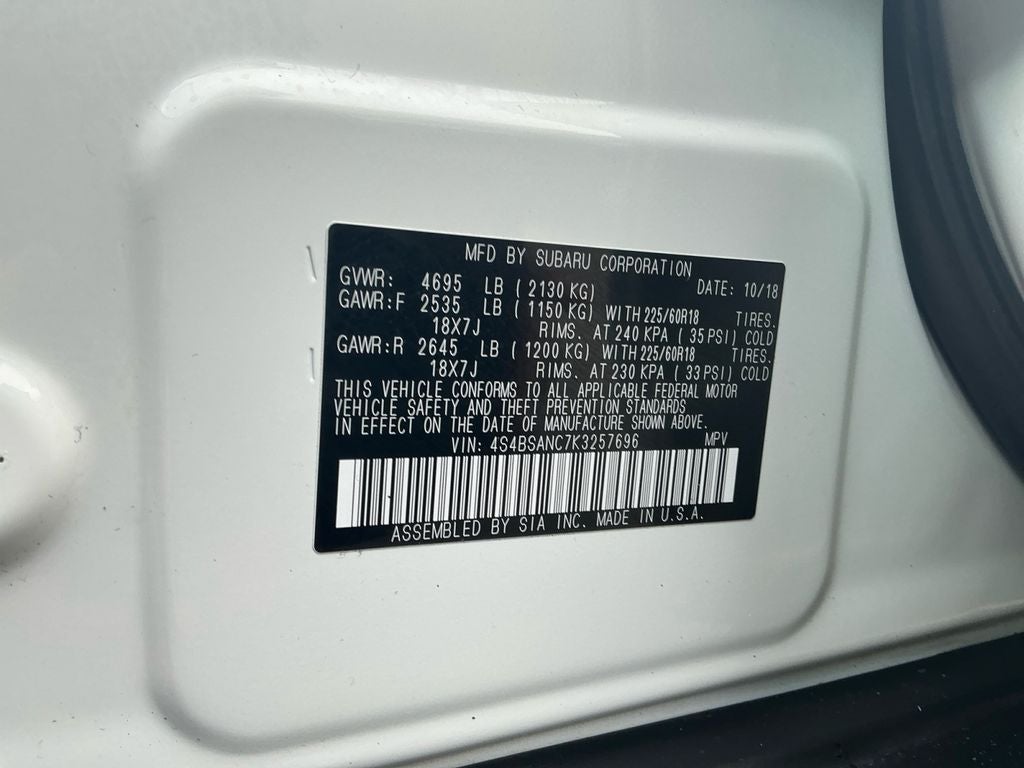 MFD BY SUBARU CORPORATION
GVWR: 4695 LB ( 2130 KG) DATE: 10/18
GAWR:F 2535 LB ( 1150 KG) WITH 225/60R18 TIRES.
18X7J RIMS. AT 240 KPA ( 35 PSI) COLD
GAWR:R 2645 LB ( 1200 KG) WITH 225/60R18 TIRES.
18X7J RIMS. AT 230 KPA ( 33 PSI) COLD
THIS VEHICLE CONFORMS TO ALL APPLICABLE FEDERAL MOTOR
VEHICLE SAFETY AND THEFT PREVENTION STANDARDS
IN EFFECT ON THE DATE OF MANUFACTURE SHOWN ABOVE.
VIN: 4S4BSANC7K3257696 MPV
ASSEMBLED BY SIA INC. MADE IN U.S.A.